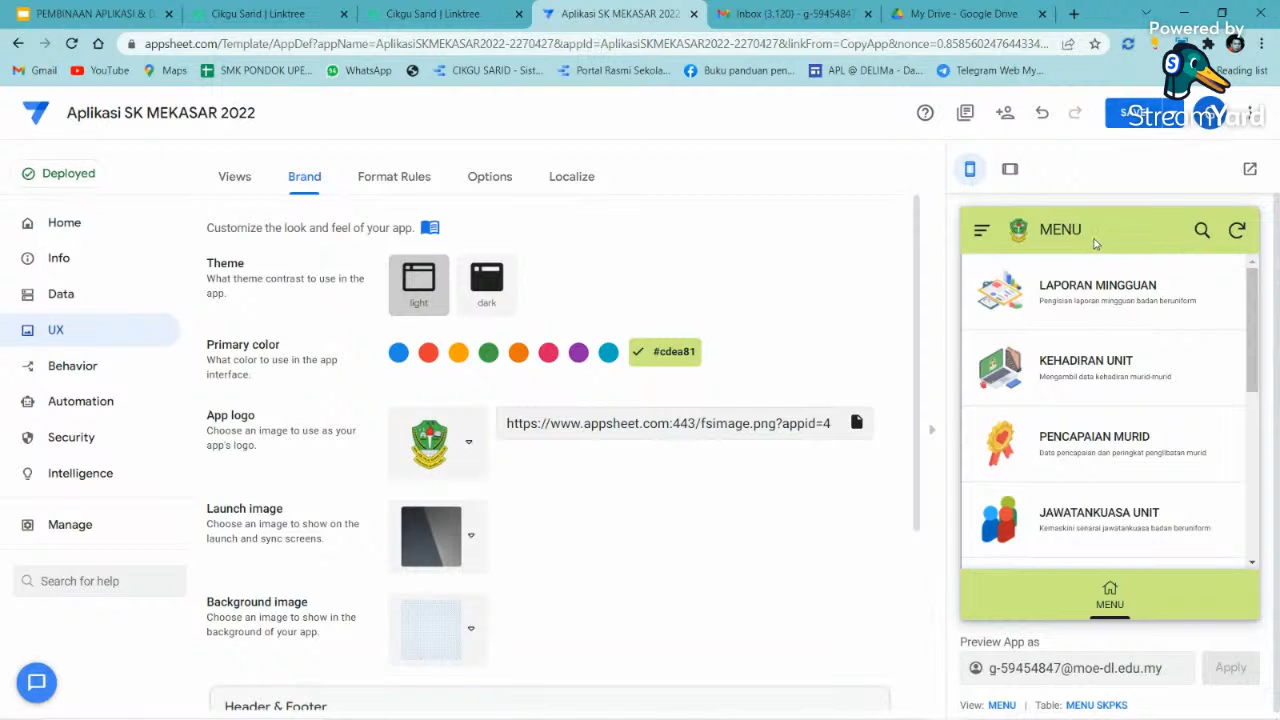 PEMBINAAN APLIKASI & D
Cikgu Sarid | Linktree
Cikgu Sarid | Linktree
Aplikasi SK MEKASAR 2022
Inbox (3,120) - g-5945484
My Drive - Google Drive
Powered by
appsheet.com/Template/AppDef?appName=AplikasiSKMEKASAR2022-2270427&appId=AplikasiSKMEKASAR2022-2270427&linkFrom=CopyApp&nonce=0.858560247644334...
Gmail
YouTube
Maps
SMK PONDOK UPE...
WhatsApp
CIKGU SARID - Sist...
Portal Rasmi Sekola...
Buku panduan pen...
APL @ DELIMa - Da...
Telegram Web My...
Reading list
StreamYard
Aplikasi SK MEKASAR 2022
SAVE
Deployed
Views
Brand
Format Rules
Options
Localize
Home
Info
Data
UX
Behavior
Automation
Security
Intelligence
Manage
Search for help
Customize the look and feel of your app.
Theme
What theme contrast to use in the
app.
light
dark
Primary color
What color to use in the app
interface.
#cdea81
App logo
Choose an image to use as your
app's logo.
https://www.appsheet.com:443/fsimage.png?appid=4
Launch image
Choose an image to show on the
launch and sync screens.
Background image
Choose an image to show in the
background of your app.
Header & Footer
MENU
LAPORAN MINGGUAN
Pengisian laporan mingguan badan beruniform
KEHADIRAN UNIT
Mengambil data kehadiran murid-murid
PENCAPAIAN MURID
Data pencapaian dan peringkat penglibatan murid
JAWATANKUASA UNIT
Kemaskini senarai jawatankuasa badan beruniform
MENU
Preview App as
g-59454847@moe-dl.edu.my
Apply
View: MENU | Table: MENU SKPKS